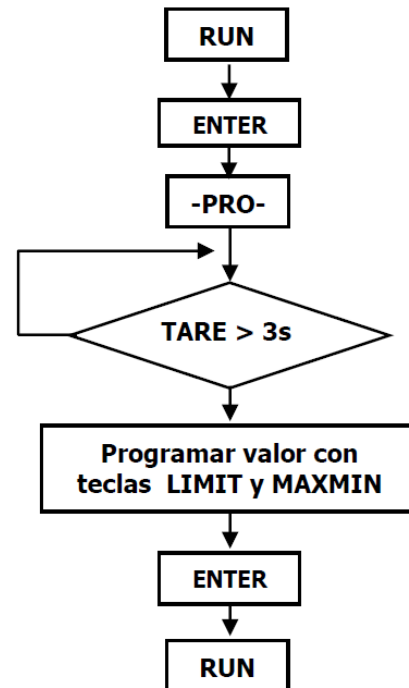 RUN
ENTER
-PRO-
TARE > 3s
Programar valor con
teclas LIMIT y MAXMIN
ENTER
RUN